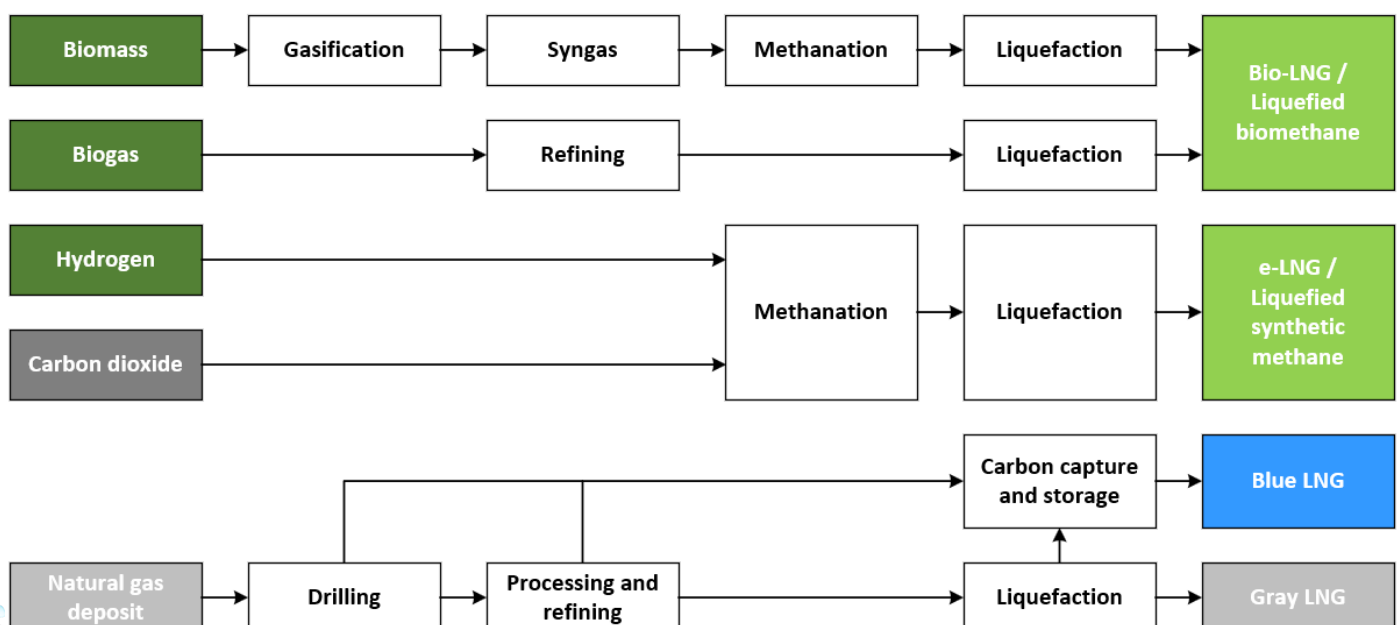 Biomass
Gasification
Syngas
Methanation
Liquefaction
Bio-LNG /
Liquefied
biomethane
Biogas
Refining
Liquefaction
Hydrogen
Carbon dioxide
Methanation
Liquefaction
e-LNG /
Liquefied
synthetic
methane
Carbon capture
and storage
Blue LNG
Natural gas
deposit
Drilling
Processing and
refining
Liquefaction
Gray LNG